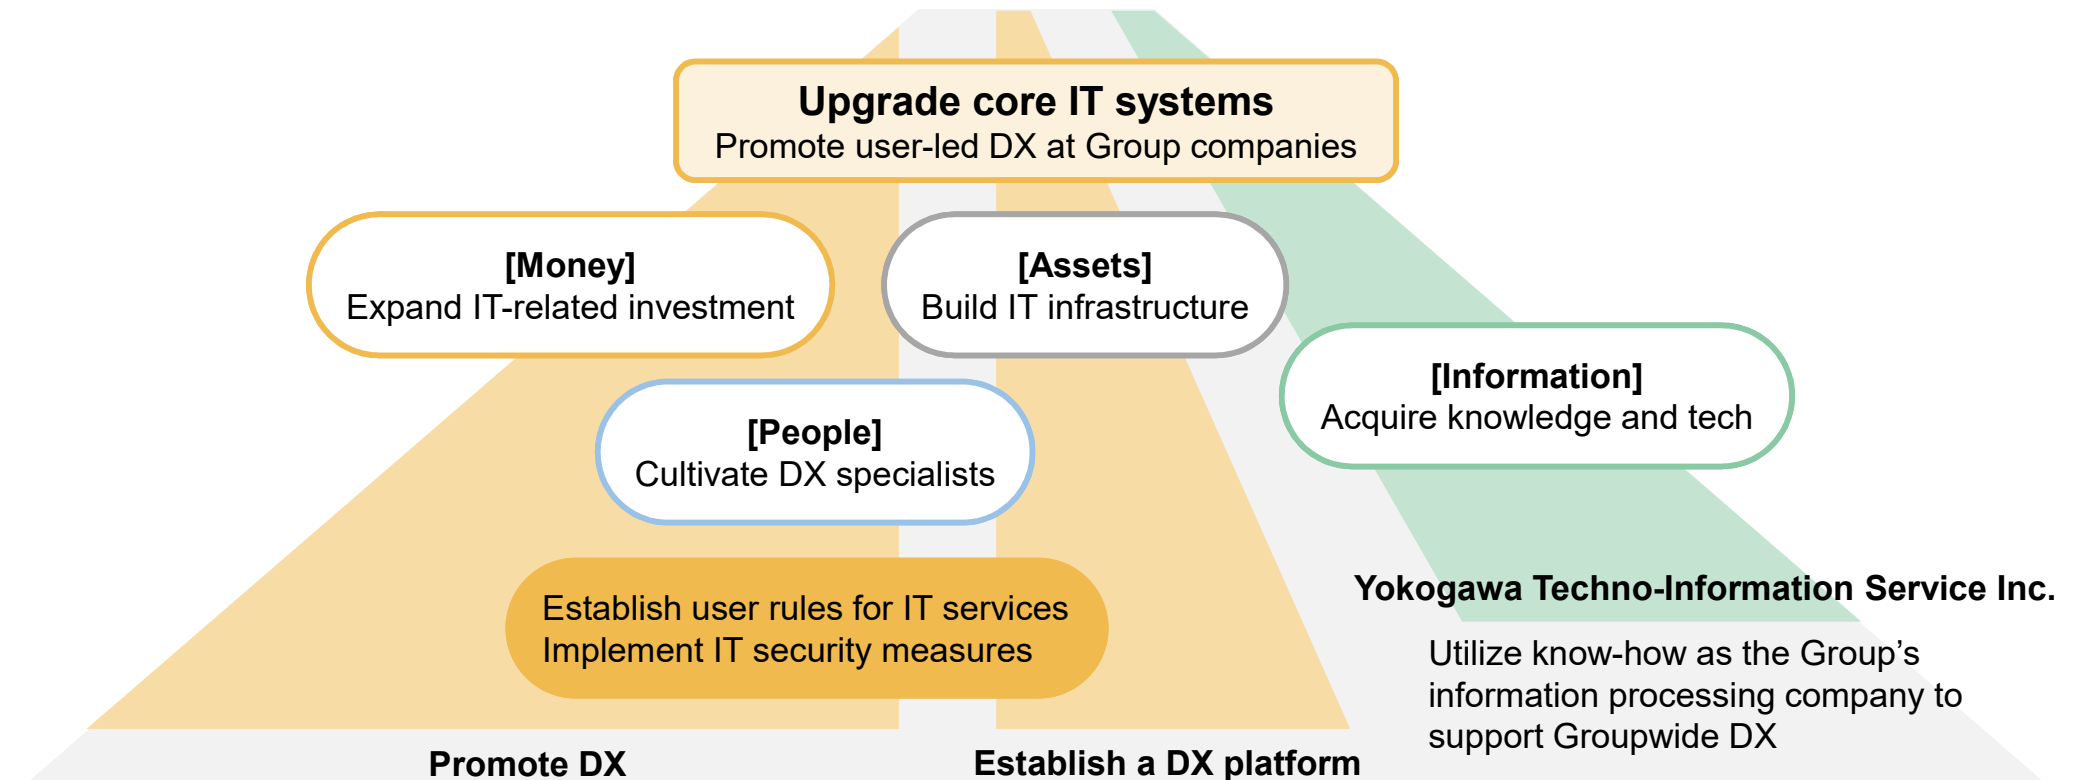 Upgrade core IT systems
Promote user-led DX at Group companies
[Money]
Expand IT-related investment
[Assets]
Build IT infrastructure
[Information]
Acquire knowledge and tech
[People]
Cultivate DX specialists
Establish user rules for IT services
Implement IT security measures
Yokogawa Techno-Information Service Inc.
Utilize know-how as the Group’s
information processing company to
support Groupwide DX
Promote DX
Establish a DX platform